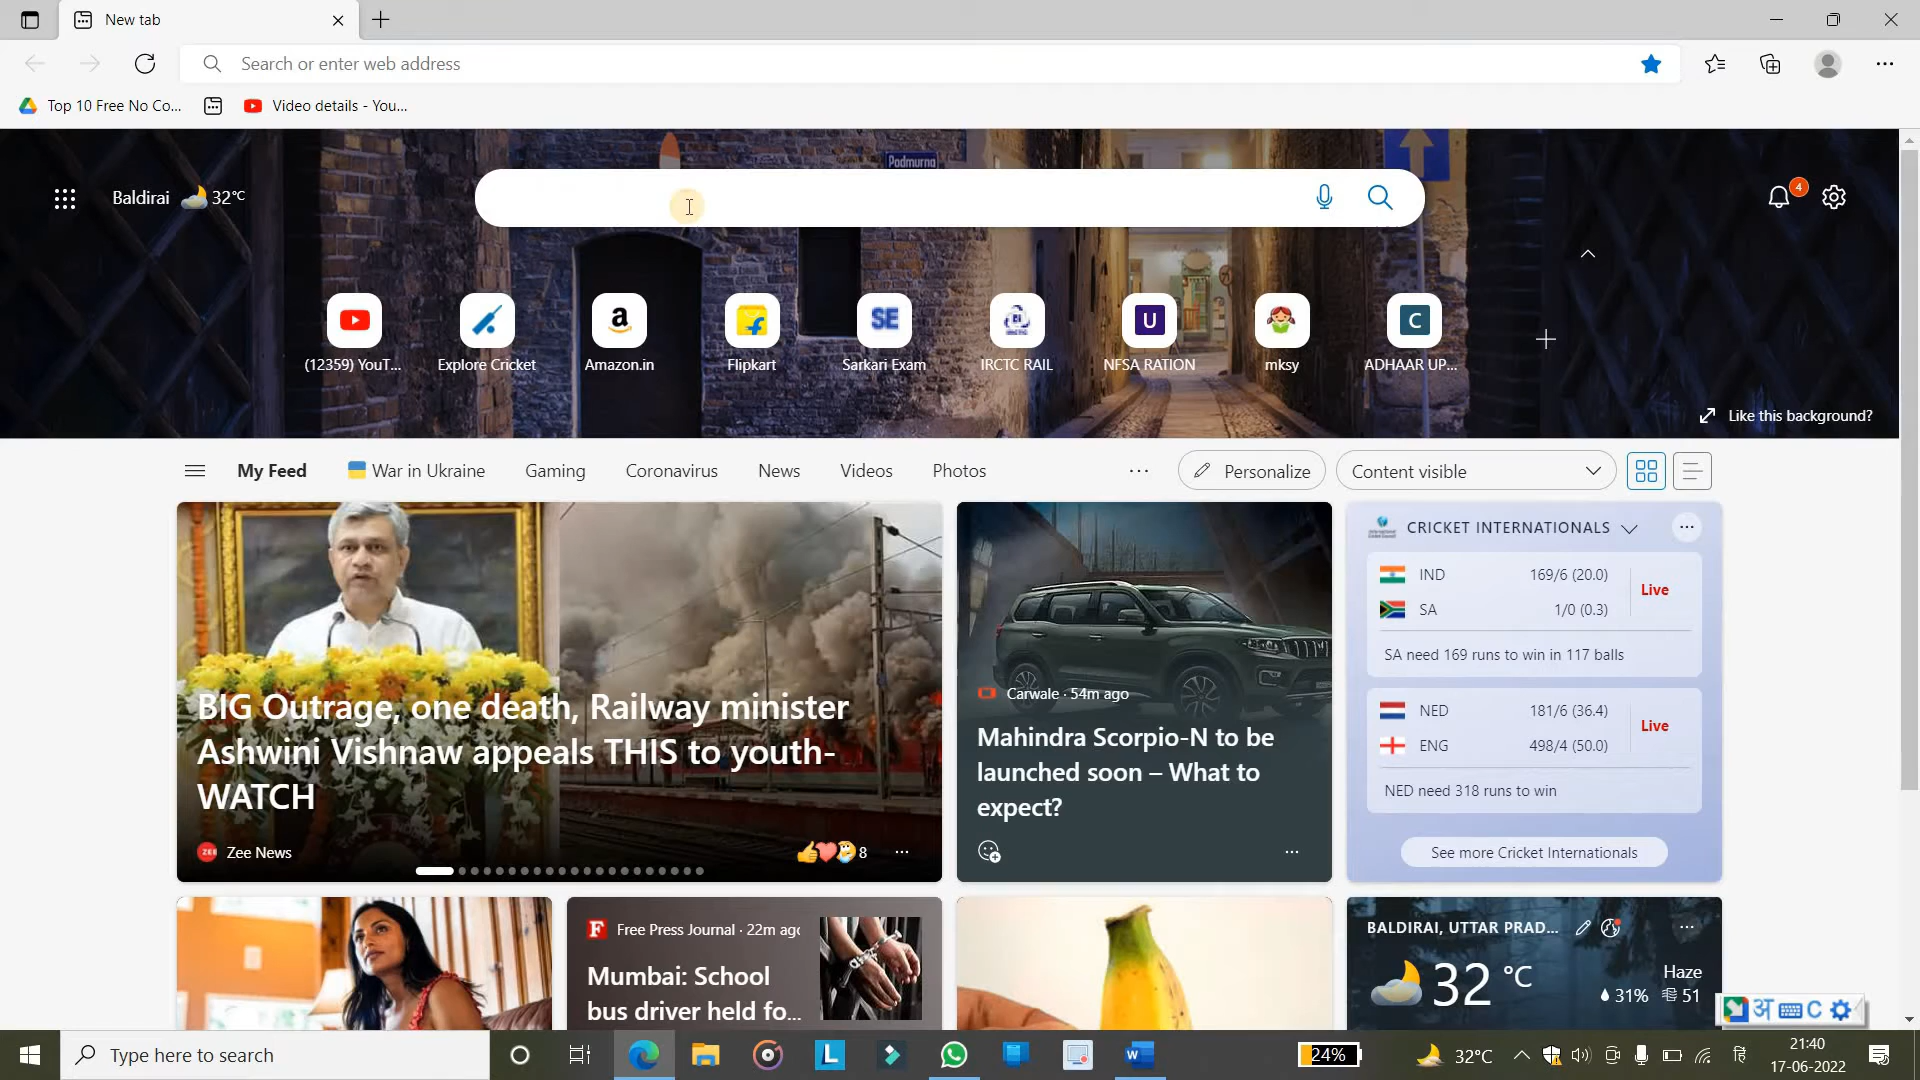 New tab
Search or enter web address
Top 10 Free No Co...
Video details - You...
Padmurna
Baldirai 32°C
4
SE
U
C
(12359) YouT...
Explore Cricket
Amazon.in
Flipkart
Sarkari Exam
IRCTC RAIL
NFSA RATION
mksy
ADHAAR UP...
Like this background?
My Feed
War in Ukraine
Gaming
Coronavirus
News
Videos
Photos
Personalize
Content visible
BIG Outrage, one death, Railway minister
Ashwini Vishnaw appeals THIS to youth-
WATCH
Zee News
8
Carwale · 54m ago
Mahindra Scorpio-N to be
launched soon – What to
expect?
CRICKET INTERNATIONALS
IND 169/6 (20.0)
Live
SA 1/0 (0.3)
SA need 169 runs to win in 117 balls
NED 181/6 (36.4)
Live
ENG 498/4 (50.0)
NED need 318 runs to win
See more Cricket Internationals
Free Press Journal · 22m ago
Mumbai: School
bus driver held fo...
BALDIRAI, UTTAR PRAD...
32 °C
Haze
31% 51
अ C
Type here to search
24%
32°C
हि
21:40
17-06-2022